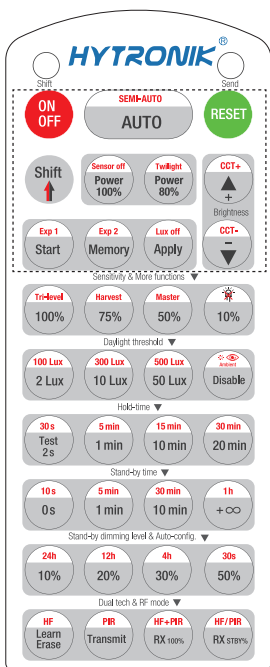 HYTRONIK®
Shift
Send
ON
OFF
SEMI-AUTO
AUTO
RESET
Shift
Sensor off
Power
100%
Twilight
Power
80%
CCT+
+
Brightness
CCT-
−
Exp 1
Start
Exp 2
Memory
Lux off
Apply
Sensitivity & More functions ▼
Tri-level
100%
Harvest
75%
Master
50%
10%
Daylight threshold ▼
100 Lux
2 Lux
300 Lux
10 Lux
500 Lux
50 Lux
Ambient
Disable
Hold-time ▼
30 s
Test
2 s
5 min
1 min
15 min
10 min
30 min
20 min
Stand-by time ▼
10 s
0 s
5 min
1 min
30 min
10 min
1 h
+∞
Stand-by dimming level & Auto-config. ▼
24h
10%
12h
20%
4h
30%
30s
50%
Dual tech & RF mode ▼
HF
Learn
Erase
PIR
Transmit
HF+PIR
RX 100%
HF/PIR
RX STBY%